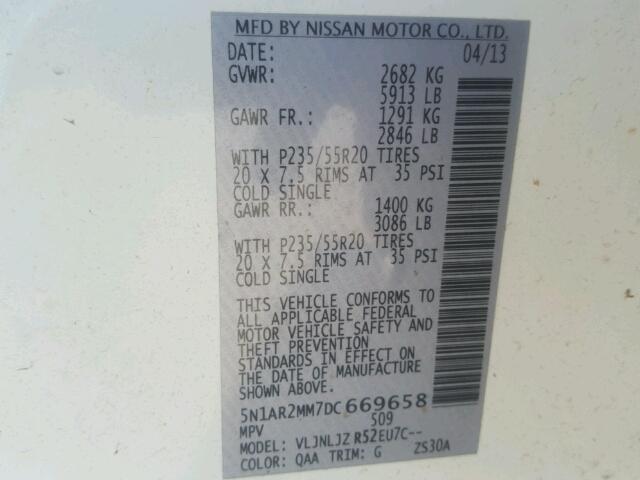 MFD BY NISSAN MOTOR CO., LTD.
DATE: 04/13
GVWR: 2682 KG
5913 LB
GAWR FR.: 1291 KG
2846 LB
WITH P235/55R20 TIRES
20 X 7.5 RIMS AT 35 PSI
COLD SINGLE
GAWR RR.: 1400 KG
3086 LB
WITH P235/55R20 TIRES
20 X 7.5 RIMS AT 35 PSI
COLD SINGLE
THIS VEHICLE CONFORMS TO
ALL APPLICABLE FEDERAL
MOTOR VEHICLE SAFETY AND
THEFT PREVENTION
STANDARDS IN EFFECT ON
THE DATE OF MANUFACTURE
SHOWN ABOVE.
5N1AR2MM7DC669658
MPV 509
MODEL: VLJNLJZ R52EU7C--
COLOR: QAA TRIM: G ZS30A